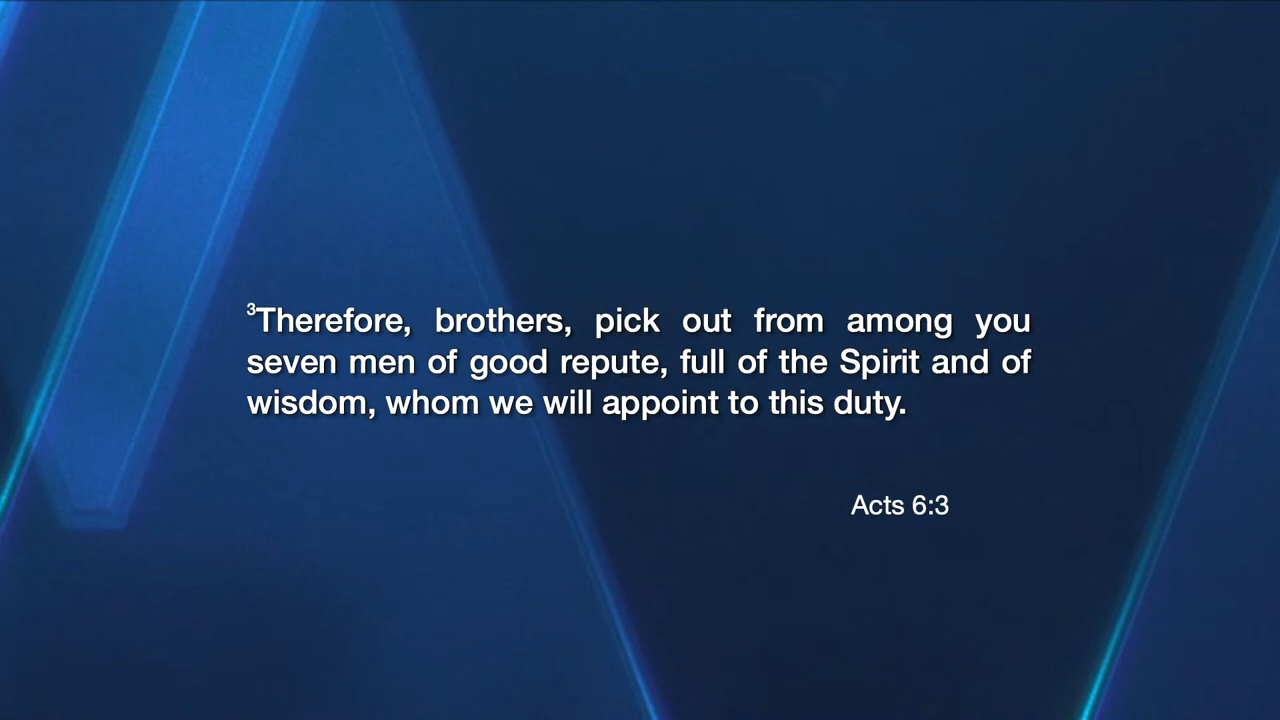 ³Therefore, brothers, pick out from among you
seven men of good repute, full of the Spirit and of
wisdom, whom we will appoint to this duty.
Acts 6:3